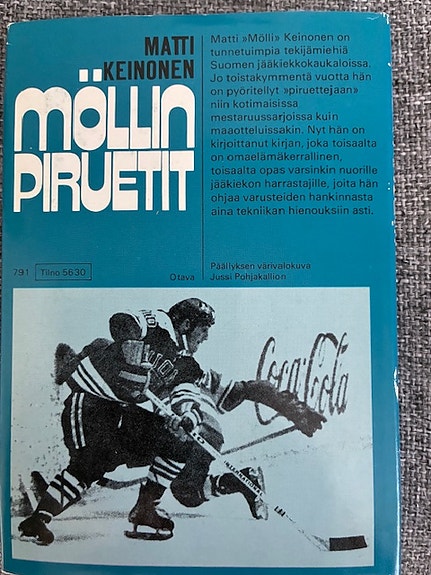 MATTI
KEINONEN
MÖLLIN
PIRUETIT
Matti »Mölli» Keinonen on
tunnetuimpia tekijämiehiä
Suomen jääkiekkokaukaloissa.
Jo toistakymmentä vuotta hän
on pyöritellyt »piruettejaan»
niin kotimaisissa
mestaruussarjoissa kuin
maaotteluissakin. Nyt hän on
kirjoittanut kirjan, joka toisaalta
on omaelämäkerrallinen,
toisaalta opas varsinkin nuorille
jääkiekon harrastajille, joita hän
ohjaa varusteiden hankinnasta
aina tekniikan hienouksiin asti.
791 Tilno 5630
Otava
Päällyksen värivalokuva
Jussi Pohjakallion
Coca-Cola
INTERNATIONAL